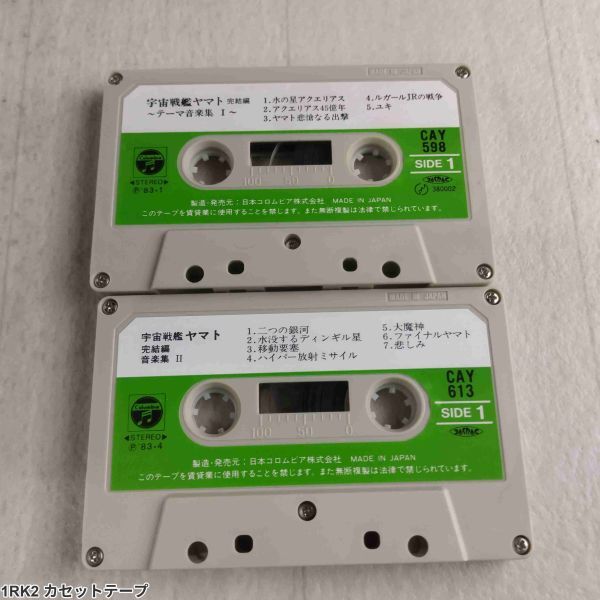 MADE IN JAPAN
宇宙戦艦ヤマト 完結編
～テーマ音楽集 I～
1.水の星アクエリアス
2.アクエリアス45億年
3.ヤマト悲愴なる出撃
4.ルガールJRの戦争
5.ユキ
Columbia
◀STEREO▶
Ⓟ '83-1
100 50 0
CAY
598
SIDE 1
JASRAC
380002
製造・発売元：日本コロムビア株式会社 MADE IN JAPAN
このテープを賃貸業に使用することを禁じます。また無断複製は法律で禁じられています。
MADE IN JAPAN
宇宙戦艦ヤマト
完結編
音楽集 II
1.二つの銀河
2.水没するディンギル星
3.移動要塞
4.ハイパー放射ミサイル
5.大魔神
6.ファイナルヤマト
7.悲しみ
Columbia
◀STEREO▶
Ⓟ '83-4
100 50 0
CAY
613
SIDE 1
JASRAC
製造・発売元：日本コロムビア株式会社 MADE IN JAPAN
このテープを賃貸業に使用することを禁じます。また無断複製は法律で禁じられています。
1RK2 カセットテープ